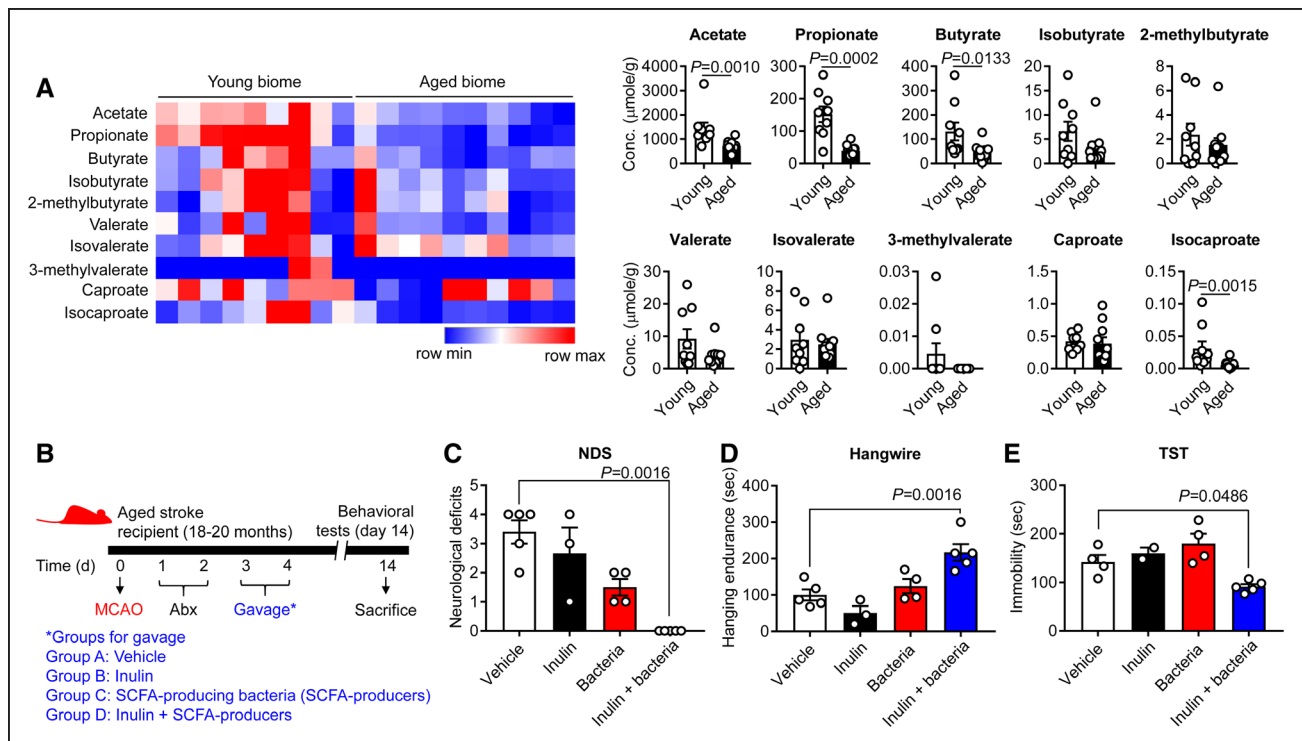 A
Young biome
Aged biome
Acetate
Propionate
Butyrate
Isobutyrate
2-methylbutyrate
Valerate
Isovalerate
3-methylvalerate
Caproate
Isocaproate
row min
row max
Acetate
P=0.0010
Conc. (μmole/g)
4000
3000
2000
1000
0
Young
Aged
Propionate
P=0.0002
300
200
100
0
Young
Aged
Butyrate
P=0.0133
400
300
200
100
0
Young
Aged
Isobutyrate
20
15
10
5
0
Young
Aged
2-methylbutyrate
8
6
4
2
0
Young
Aged
Valerate
Conc. (μmole/g)
30
20
10
0
Young
Aged
Isovalerate
10
8
6
4
2
0
Young
Aged
3-methylvalerate
0.03
0.02
0.01
0.00
Young
Aged
Caproate
1.5
1.0
0.5
0.0
Young
Aged
Isocaproate
P=0.0015
0.15
0.10
0.05
0.00
Young
Aged
B
Aged stroke
recipient (18-20 months)
Behavioral
tests (day 14)
Time (d)
0
1
2
3
4
14
MCAO
Abx
Gavage*
Sacrifice
*Groups for gavage
Group A: Vehicle
Group B: Inulin
Group C: SCFA-producing bacteria (SCFA-producers)
Group D: Inulin + SCFA-producers
C
NDS
P=0.0016
Neurological deficits
5
4
3
2
1
0
Vehicle
Inulin
Bacteria
Inulin + bacteria
D
Hangwire
P=0.0016
Hanging endurance (sec)
400
300
200
100
0
Vehicle
Inulin
Bacteria
Inulin + bacteria
E
TST
P=0.0486
Immobility (sec)
300
200
100
0
Vehicle
Inulin
Bacteria
Inulin + bacteria